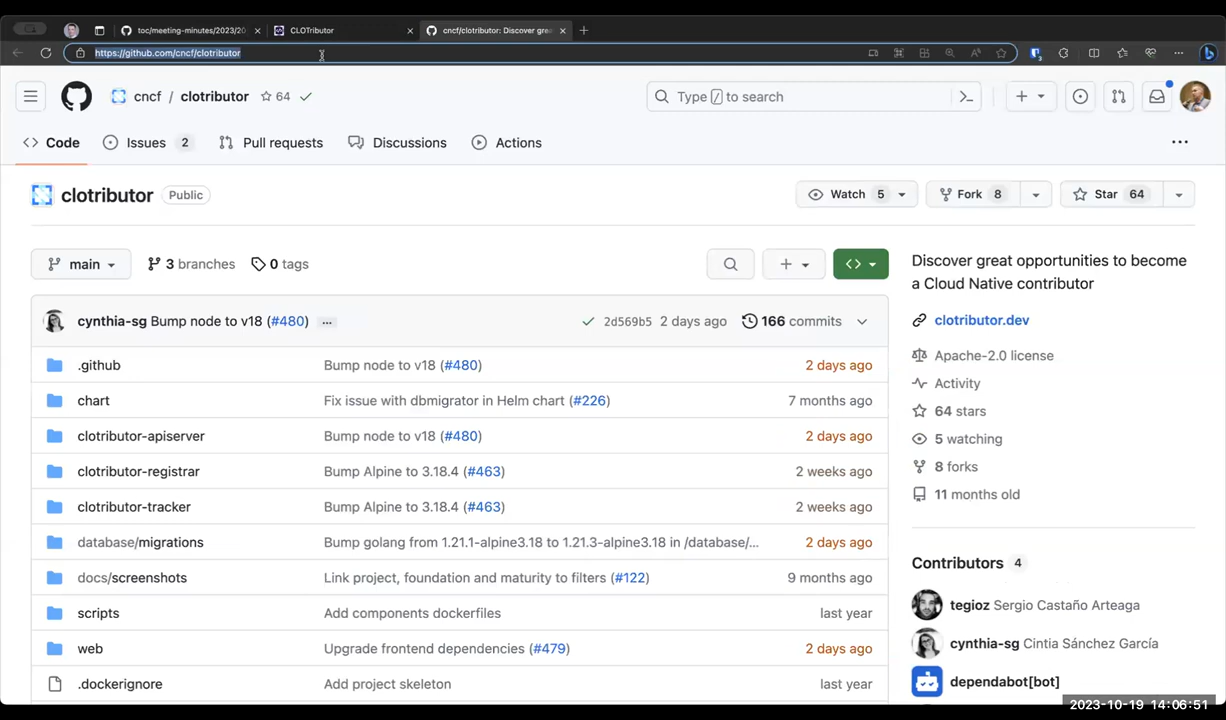 toc/meeting-minutes/2023/20
CLOTributor
cncf/clotributor: Discover grea
https://github.com/cncf/clotributor
cncf / clotributor 64
Type / to search
Code Issues 2 Pull requests Discussions Actions
clotributor Public
Watch 5 Fork 8 Star 64
main 3 branches 0 tags
cynthia-sg Bump node to v18 (#480) ... 2d569b5 2 days ago 166 commits
.github Bump node to v18 (#480) 2 days ago
chart Fix issue with dbmigrator in Helm chart (#226) 7 months ago
clotributor-apiserver Bump node to v18 (#480) 2 days ago
clotributor-registrar Bump Alpine to 3.18.4 (#463) 2 weeks ago
clotributor-tracker Bump Alpine to 3.18.4 (#463) 2 weeks ago
database/migrations Bump golang from 1.21.1-alpine3.18 to 1.21.3-alpine3.18 in /database/... 2 days ago
docs/screenshots Link project, foundation and maturity to filters (#122) 9 months ago
scripts Add components dockerfiles last year
web Upgrade frontend dependencies (#479) 2 days ago
.dockerignore Add project skeleton last year
Discover great opportunities to become
a Cloud Native contributor
clotributor.dev
Apache-2.0 license
Activity
64 stars
5 watching
8 forks
11 months old
Contributors 4
tegioz Sergio Castaño Arteaga
cynthia-sg Cintia Sánchez García
dependabot[bot]
2023-10-19 14:06:51